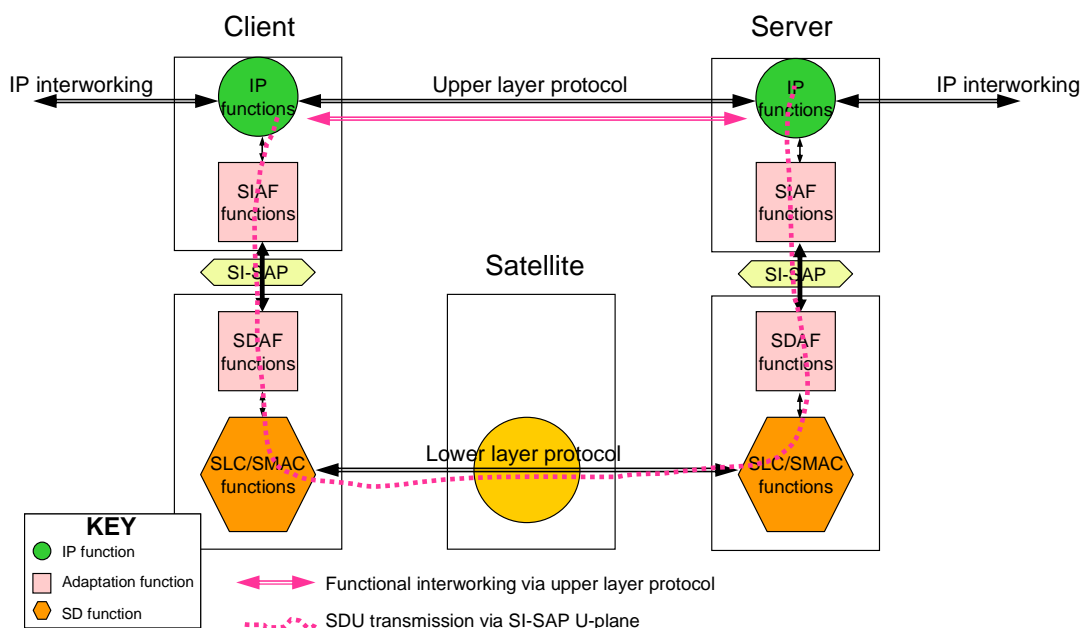 Client
Server
IP interworking
IP
functions
Upper layer protocol
IP
functions
IP interworking
SIAF
functions
SIAF
functions
SI-SAP
Satellite
SI-SAP
SDAF
functions
SDAF
functions
SLC/SMAC
functions
Lower layer protocol
SLC/SMAC
functions
KEY
IP function
Adaptation function
SD function
Functional interworking via upper layer protocol
SDU transmission via SI-SAP U-plane